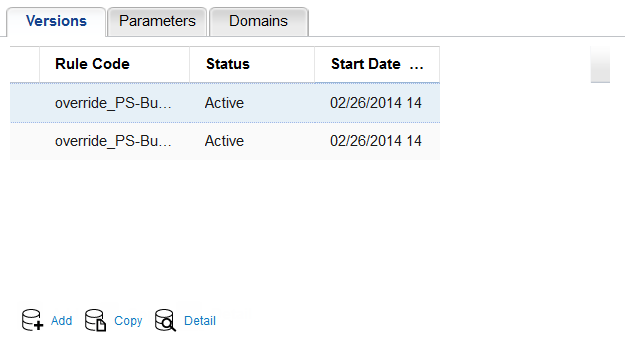 Versions Parameters Domains
Rule Code Status Start Date ...
override_PS-Bu... Active 02/26/2014 14
override_PS-Bu... Active 02/26/2014 14
Add Copy Detail